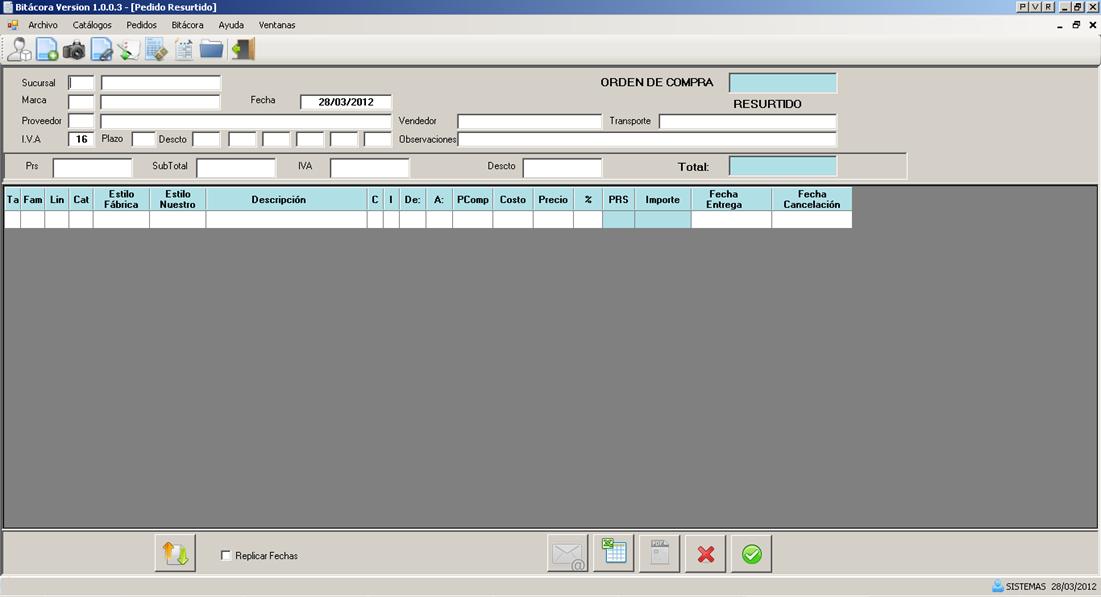 Bitácora Version 1.0.0.3 - [Pedido Resurtido]
P V R
Archivo Catálogos Pedidos Bitácora Ayuda Ventanas
Sucursal ORDEN DE COMPRA
Marca Fecha 28/03/2012 RESURTIDO
Proveedor Vendedor Transporte
I.V.A 16 Plazo Descto Observaciones
Prs SubTotal IVA Descto Total:
Ta Fam Lin Cat Estilo Fábrica Estilo Nuestro Descripción C I De: A: PComp Costo Precio % PRS Importe Fecha Entrega Fecha Cancelación
Replicar Fechas
SISTEMAS 28/03/2012